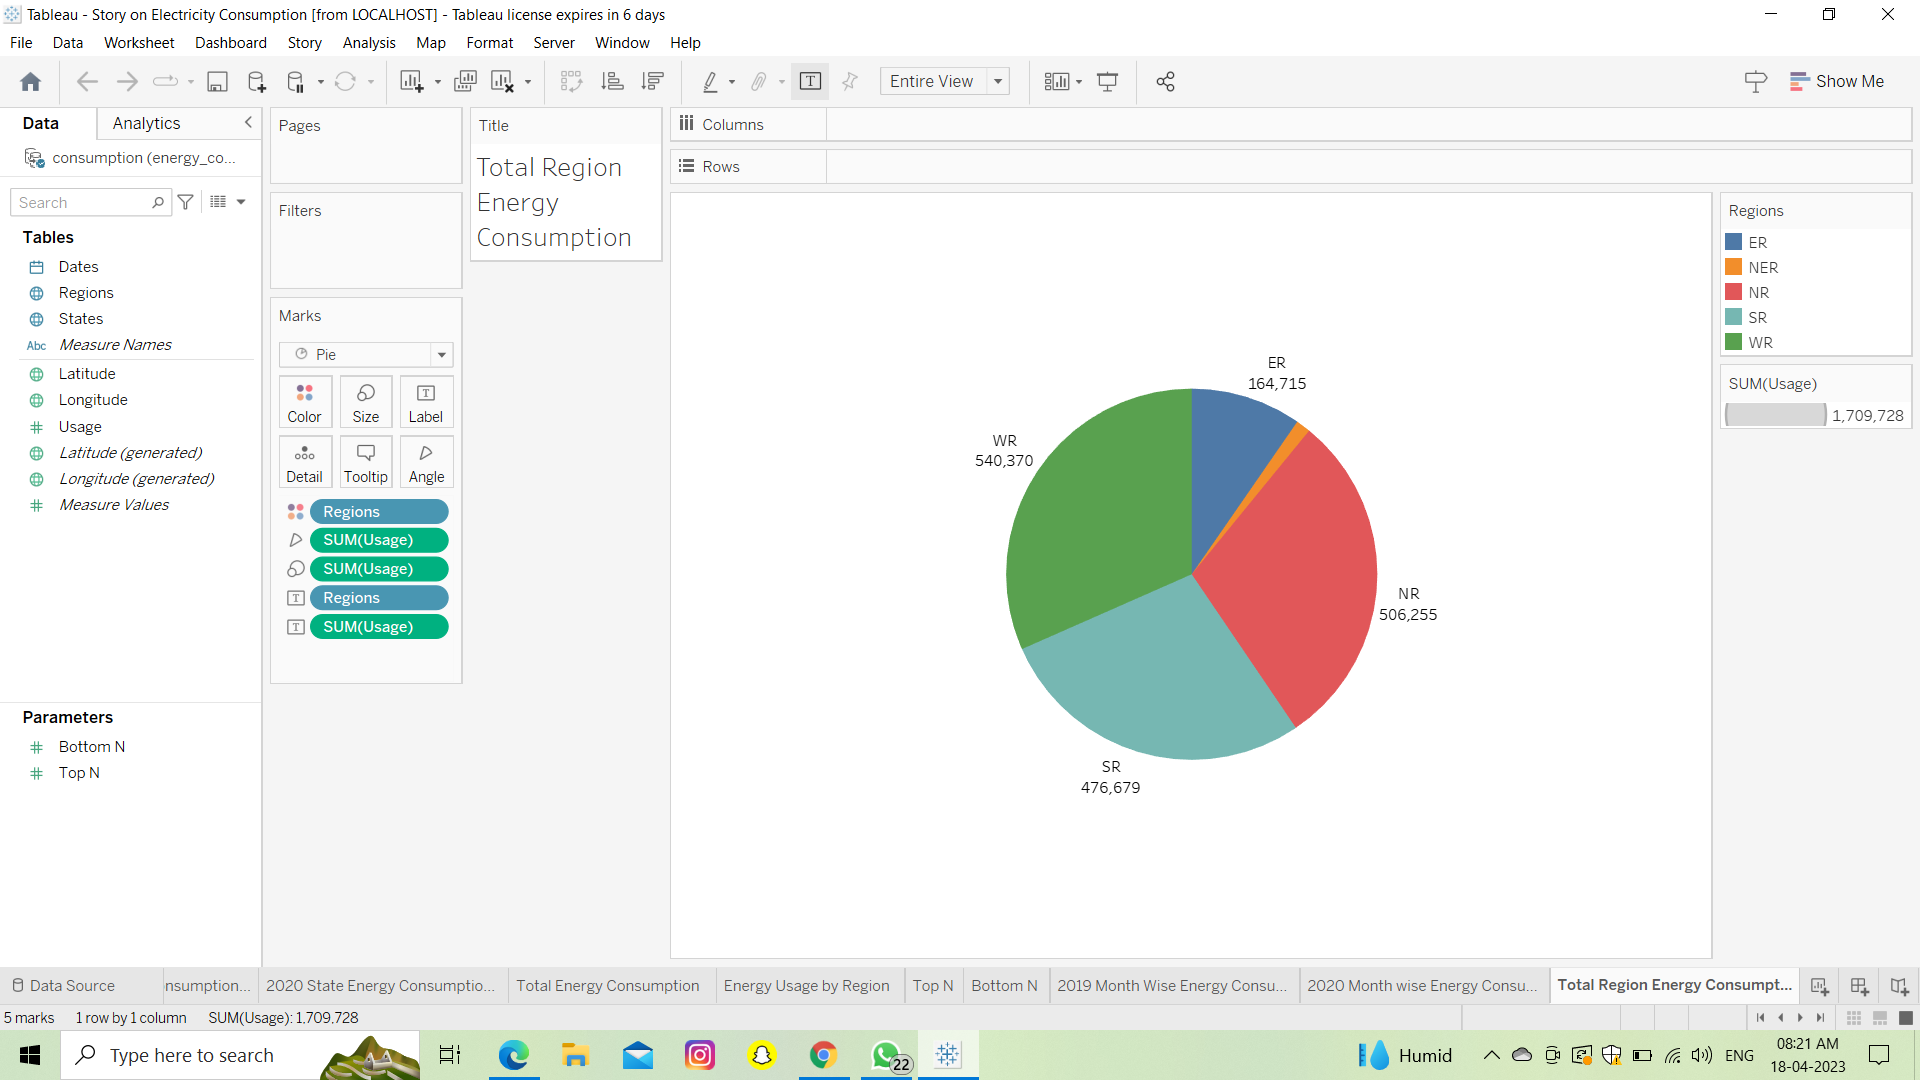 Tableau - Story on Electricity Consumption [from LOCALHOST] - Tableau license expires in 6 days
File Data Worksheet Dashboard Story Analysis Map Format Server Window Help
Entire View
Show Me
Data
Analytics
consumption (energy_co...
Search
Tables
Dates
Regions
States
Abc Measure Names
Latitude
Longitude
Usage
Latitude (generated)
Longitude (generated)
Measure Values
Parameters
Bottom N
Top N
Pages
Filters
Marks
Pie
Color Size Label
Detail Tooltip Angle
Regions
SUM(Usage)
SUM(Usage)
Regions
SUM(Usage)
Title
Total Region
Energy
Consumption
Columns
Rows
ER
164,715
WR
540,370
NR
506,255
SR
476,679
Regions
ER
NER
NR
SR
WR
SUM(Usage)
1,709,728
Data Source nsumption... 2020 State Energy Consumptio... Total Energy Consumption Energy Usage by Region Top N Bottom N 2019 Month Wise Energy Consu... 2020 Month wise Energy Consu... Total Region Energy Consumpt...
5 marks 1 row by 1 column SUM(Usage): 1,709,728
Type here to search
22
Humid
ENG
08:21 AM
18-04-2023